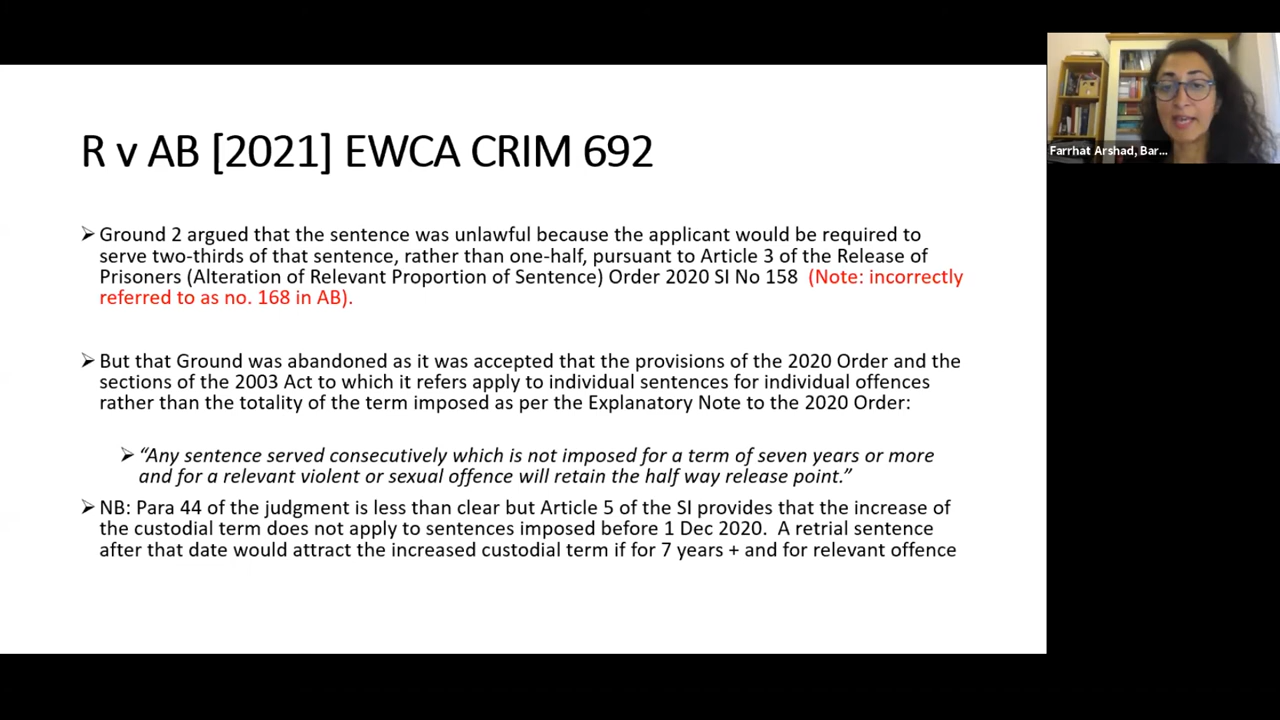 R v AB [2021] EWCA CRIM 692
Farrhat Arshad, Bar...
➢ Ground 2 argued that the sentence was unlawful because the applicant would be required to
serve two-thirds of that sentence, rather than one-half, pursuant to Article 3 of the Release of
Prisoners (Alteration of Relevant Proportion of Sentence) Order 2020 SI No 158 (Note: incorrectly
referred to as no. 168 in AB).
➢ But that Ground was abandoned as it was accepted that the provisions of the 2020 Order and the
sections of the 2003 Act to which it refers apply to individual sentences for individual offences
rather than the totality of the term imposed as per the Explanatory Note to the 2020 Order:
➢ “Any sentence served consecutively which is not imposed for a term of seven years or more
and for a relevant violent or sexual offence will retain the half way release point.”
➢ NB: Para 44 of the judgment is less than clear but Article 5 of the SI provides that the increase of
the custodial term does not apply to sentences imposed before 1 Dec 2020. A retrial sentence
after that date would attract the increased custodial term if for 7 years + and for relevant offence